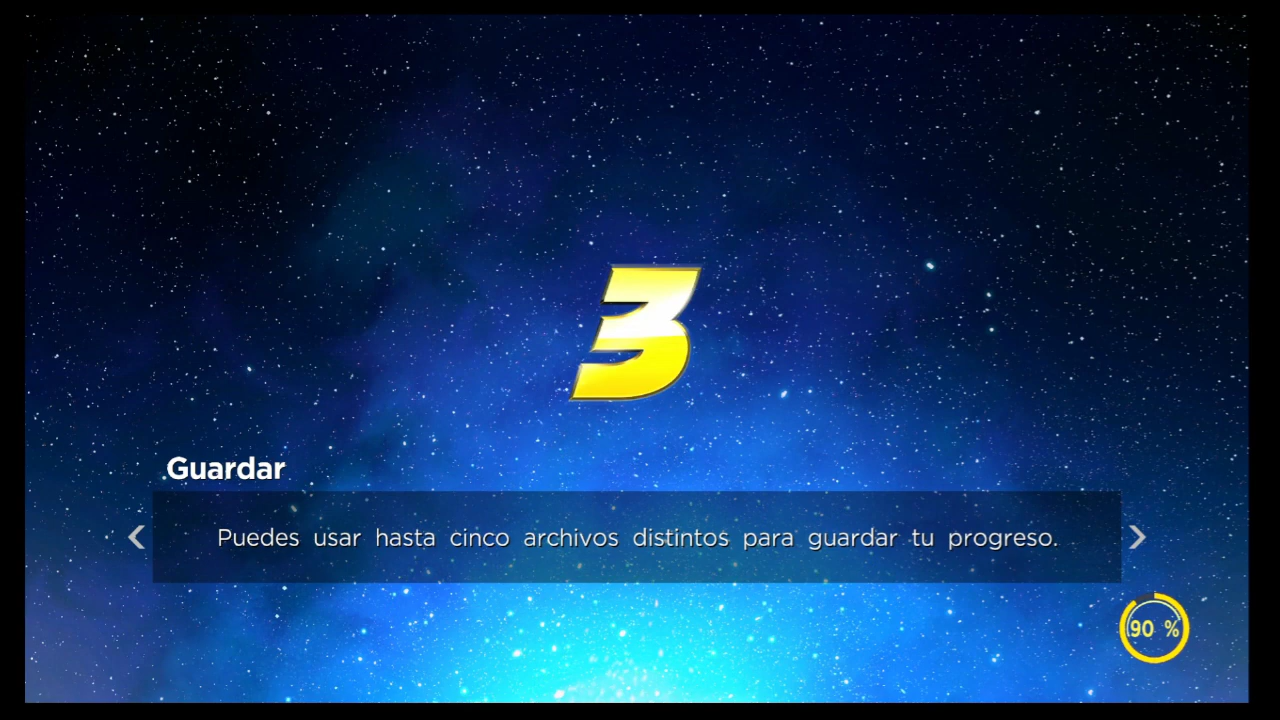 3
Guardar
Puedes usar hasta cinco archivos distintos para guardar tu progreso.
90 %